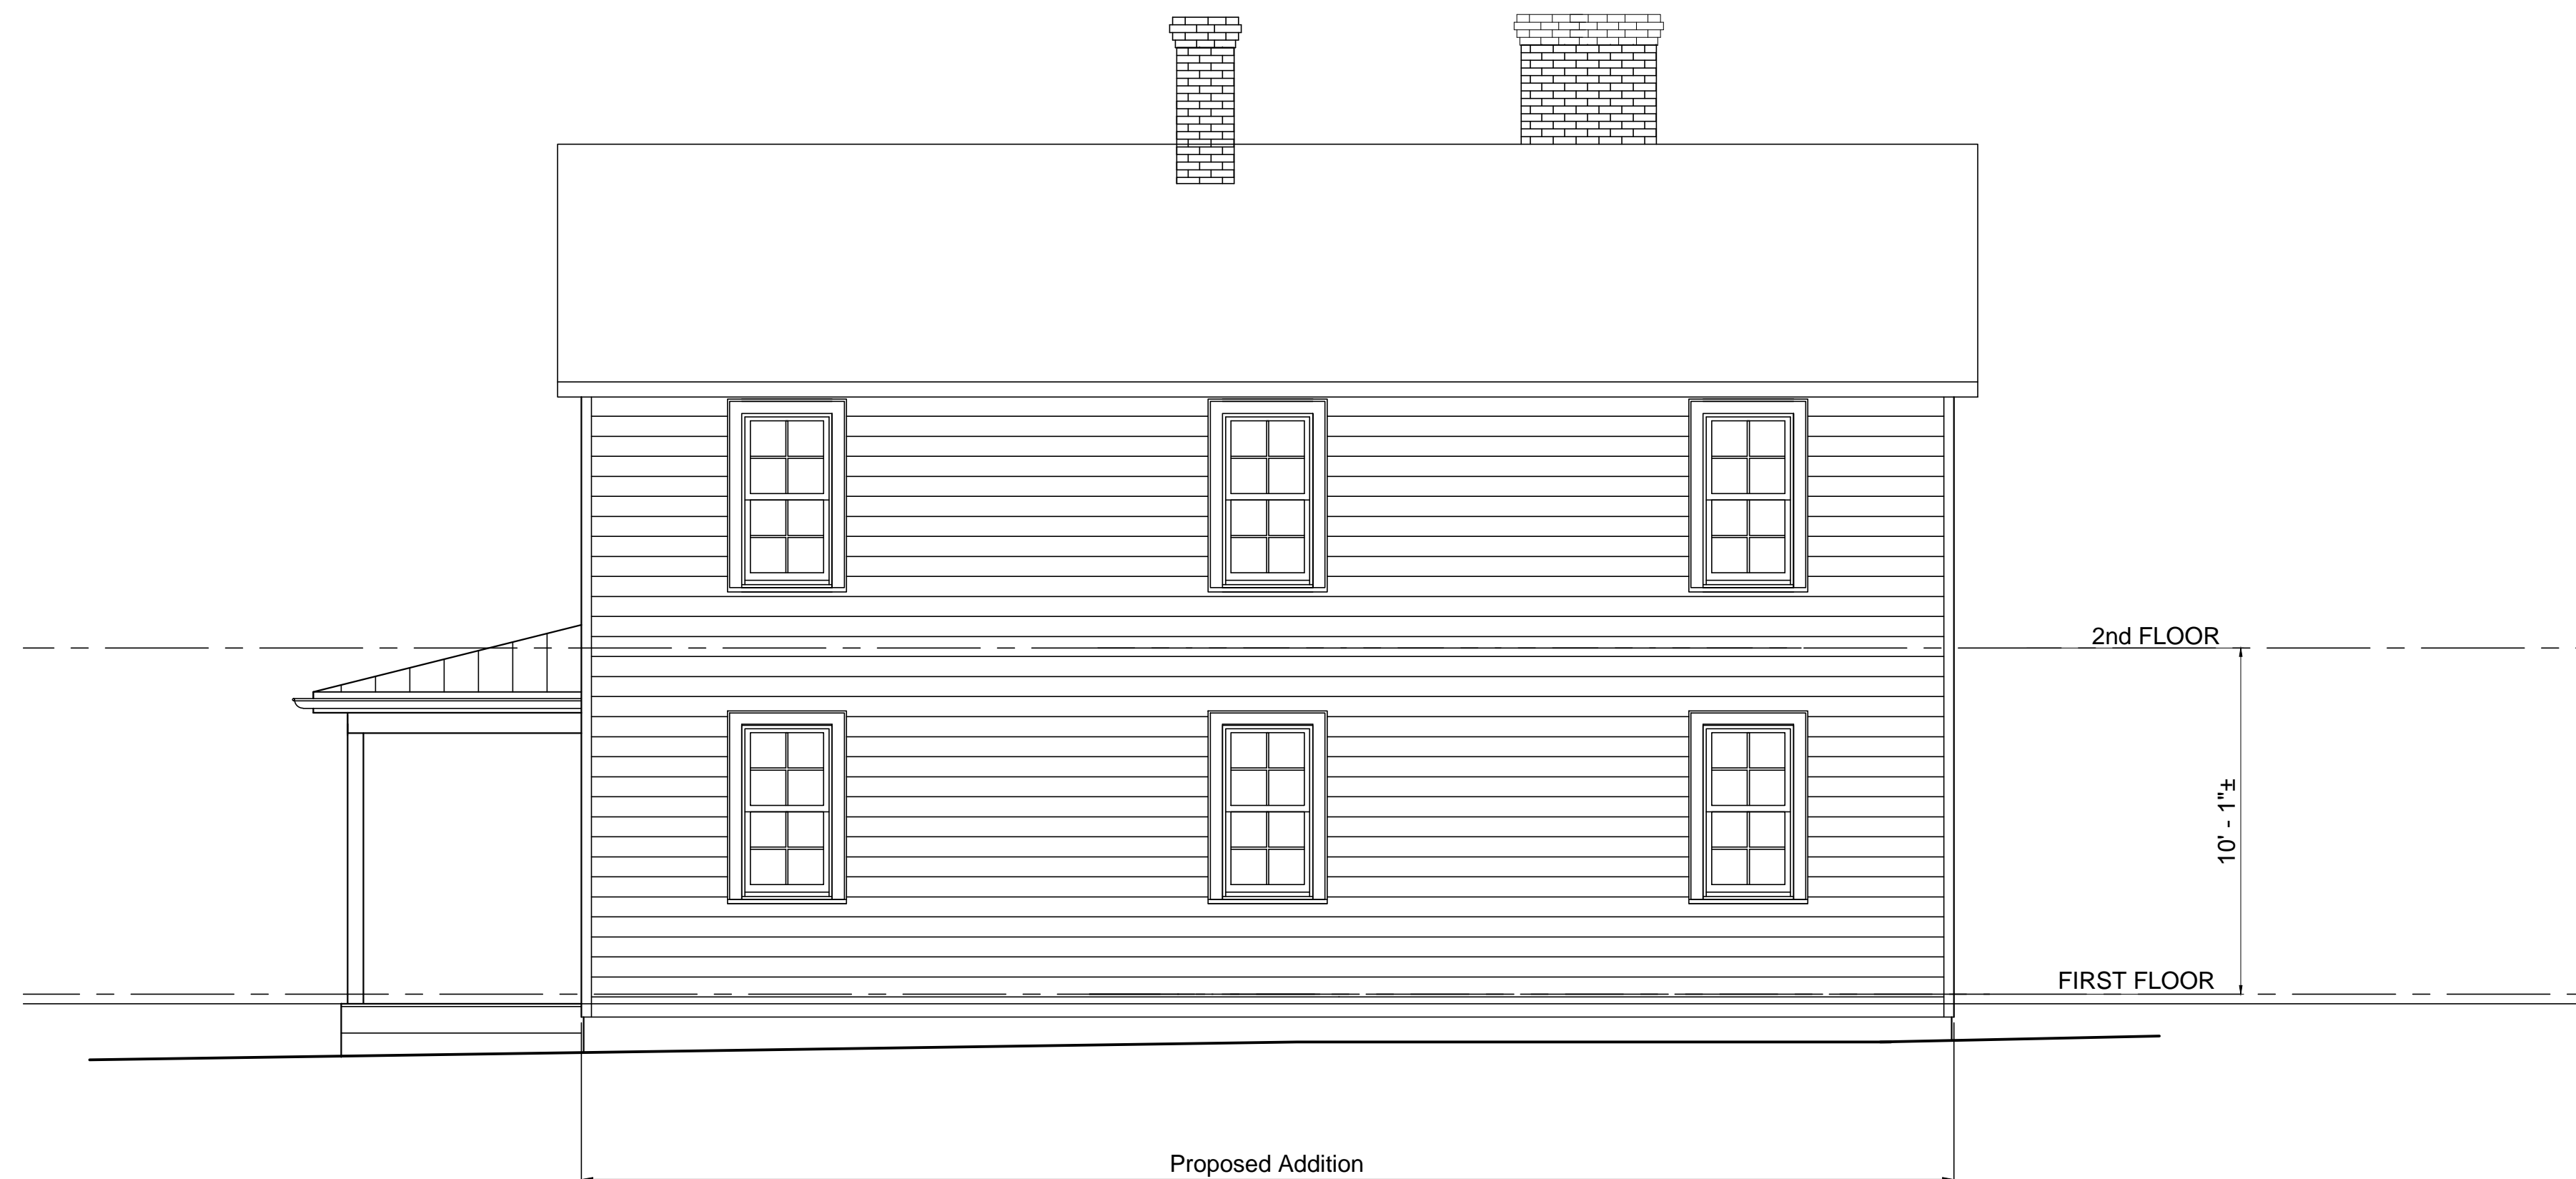 2nd FLOOR
10' - 1"±
FIRST FLOOR
Proposed Addition